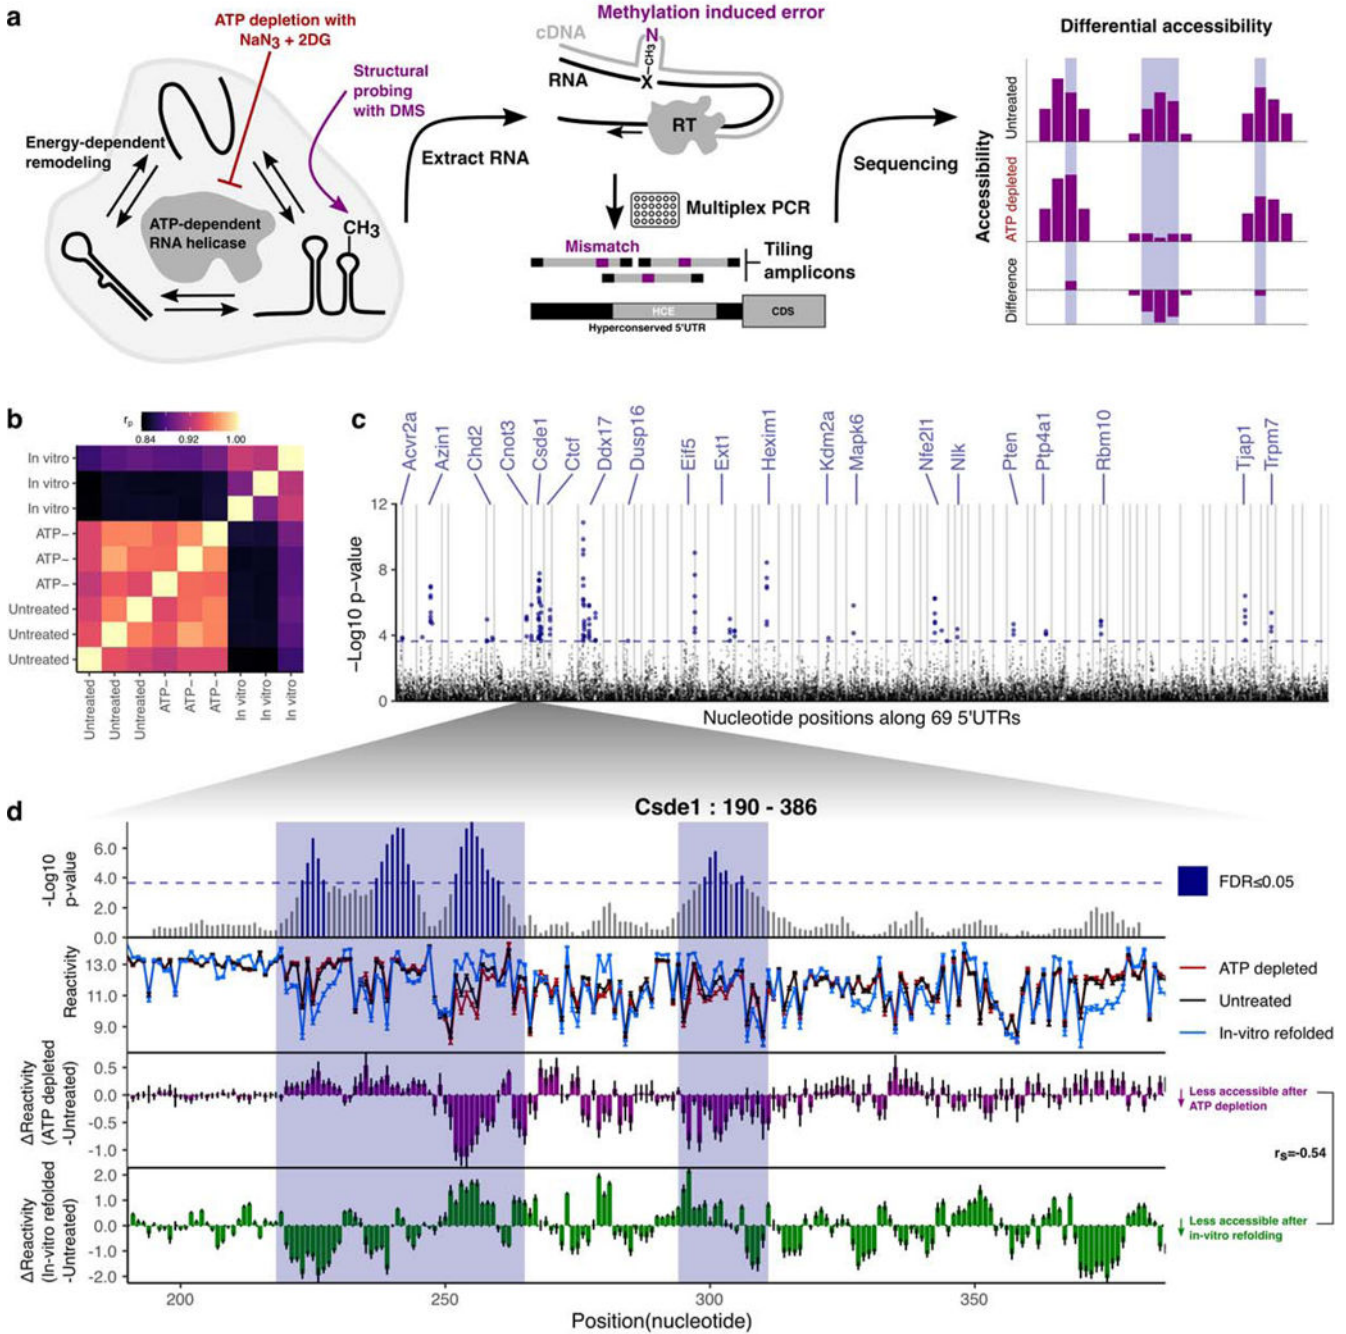 a
ATP depletion with
NaN3 + 2DG
Structural
probing
with DMS
Energy-dependent
remodeling
ATP-dependent
RNA helicase
CH3
Extract RNA
Methylation induced error
cDNA
N
CH3
X
RNA
RT
Multiplex PCR
Mismatch
Tiling
amplicons
HCE
CDS
Hyperconserved 5'UTR
Sequencing
Differential accessibility
Accessibility
Untreated
ATP depleted
Difference
b
rp
0.84 0.92 1.00
In vitro
In vitro
In vitro
ATP−
ATP−
ATP−
Untreated
Untreated
Untreated
Untreated
Untreated
Untreated
ATP−
ATP−
ATP−
In vitro
In vitro
In vitro
c
Acvr2a
Azin1
Chd2
Cnot3
Csde1
Ctcf
Ddx17
Dusp16
Eif5
Ext1
Hexim1
Kdm2a
Mapk6
Nfe2l1
Nlk
Pten
Ptp4a1
Rbm10
Tjap1
Trpm7
−Log10 p−value
12
8
4
0
Nucleotide positions along 69 5'UTRs
d
Csde1 : 190 - 386
-Log10
p-value
6.0
4.0
2.0
0.0
FDR≤0.05
Reactivity
13.0
11.0
9.0
ATP depleted
Untreated
In-vitro refolded
ΔReactivity
(ATP depleted
-Untreated)
0.5
0.0
-0.5
-1.0
Less accessible after
ATP depletion
rs=-0.54
ΔReactivity
(In-vitro refolded
-Untreated)
2.0
1.0
0.0
-1.0
-2.0
Less accessible after
in-vitro refolding
200 250 300 350
Position(nucleotide)